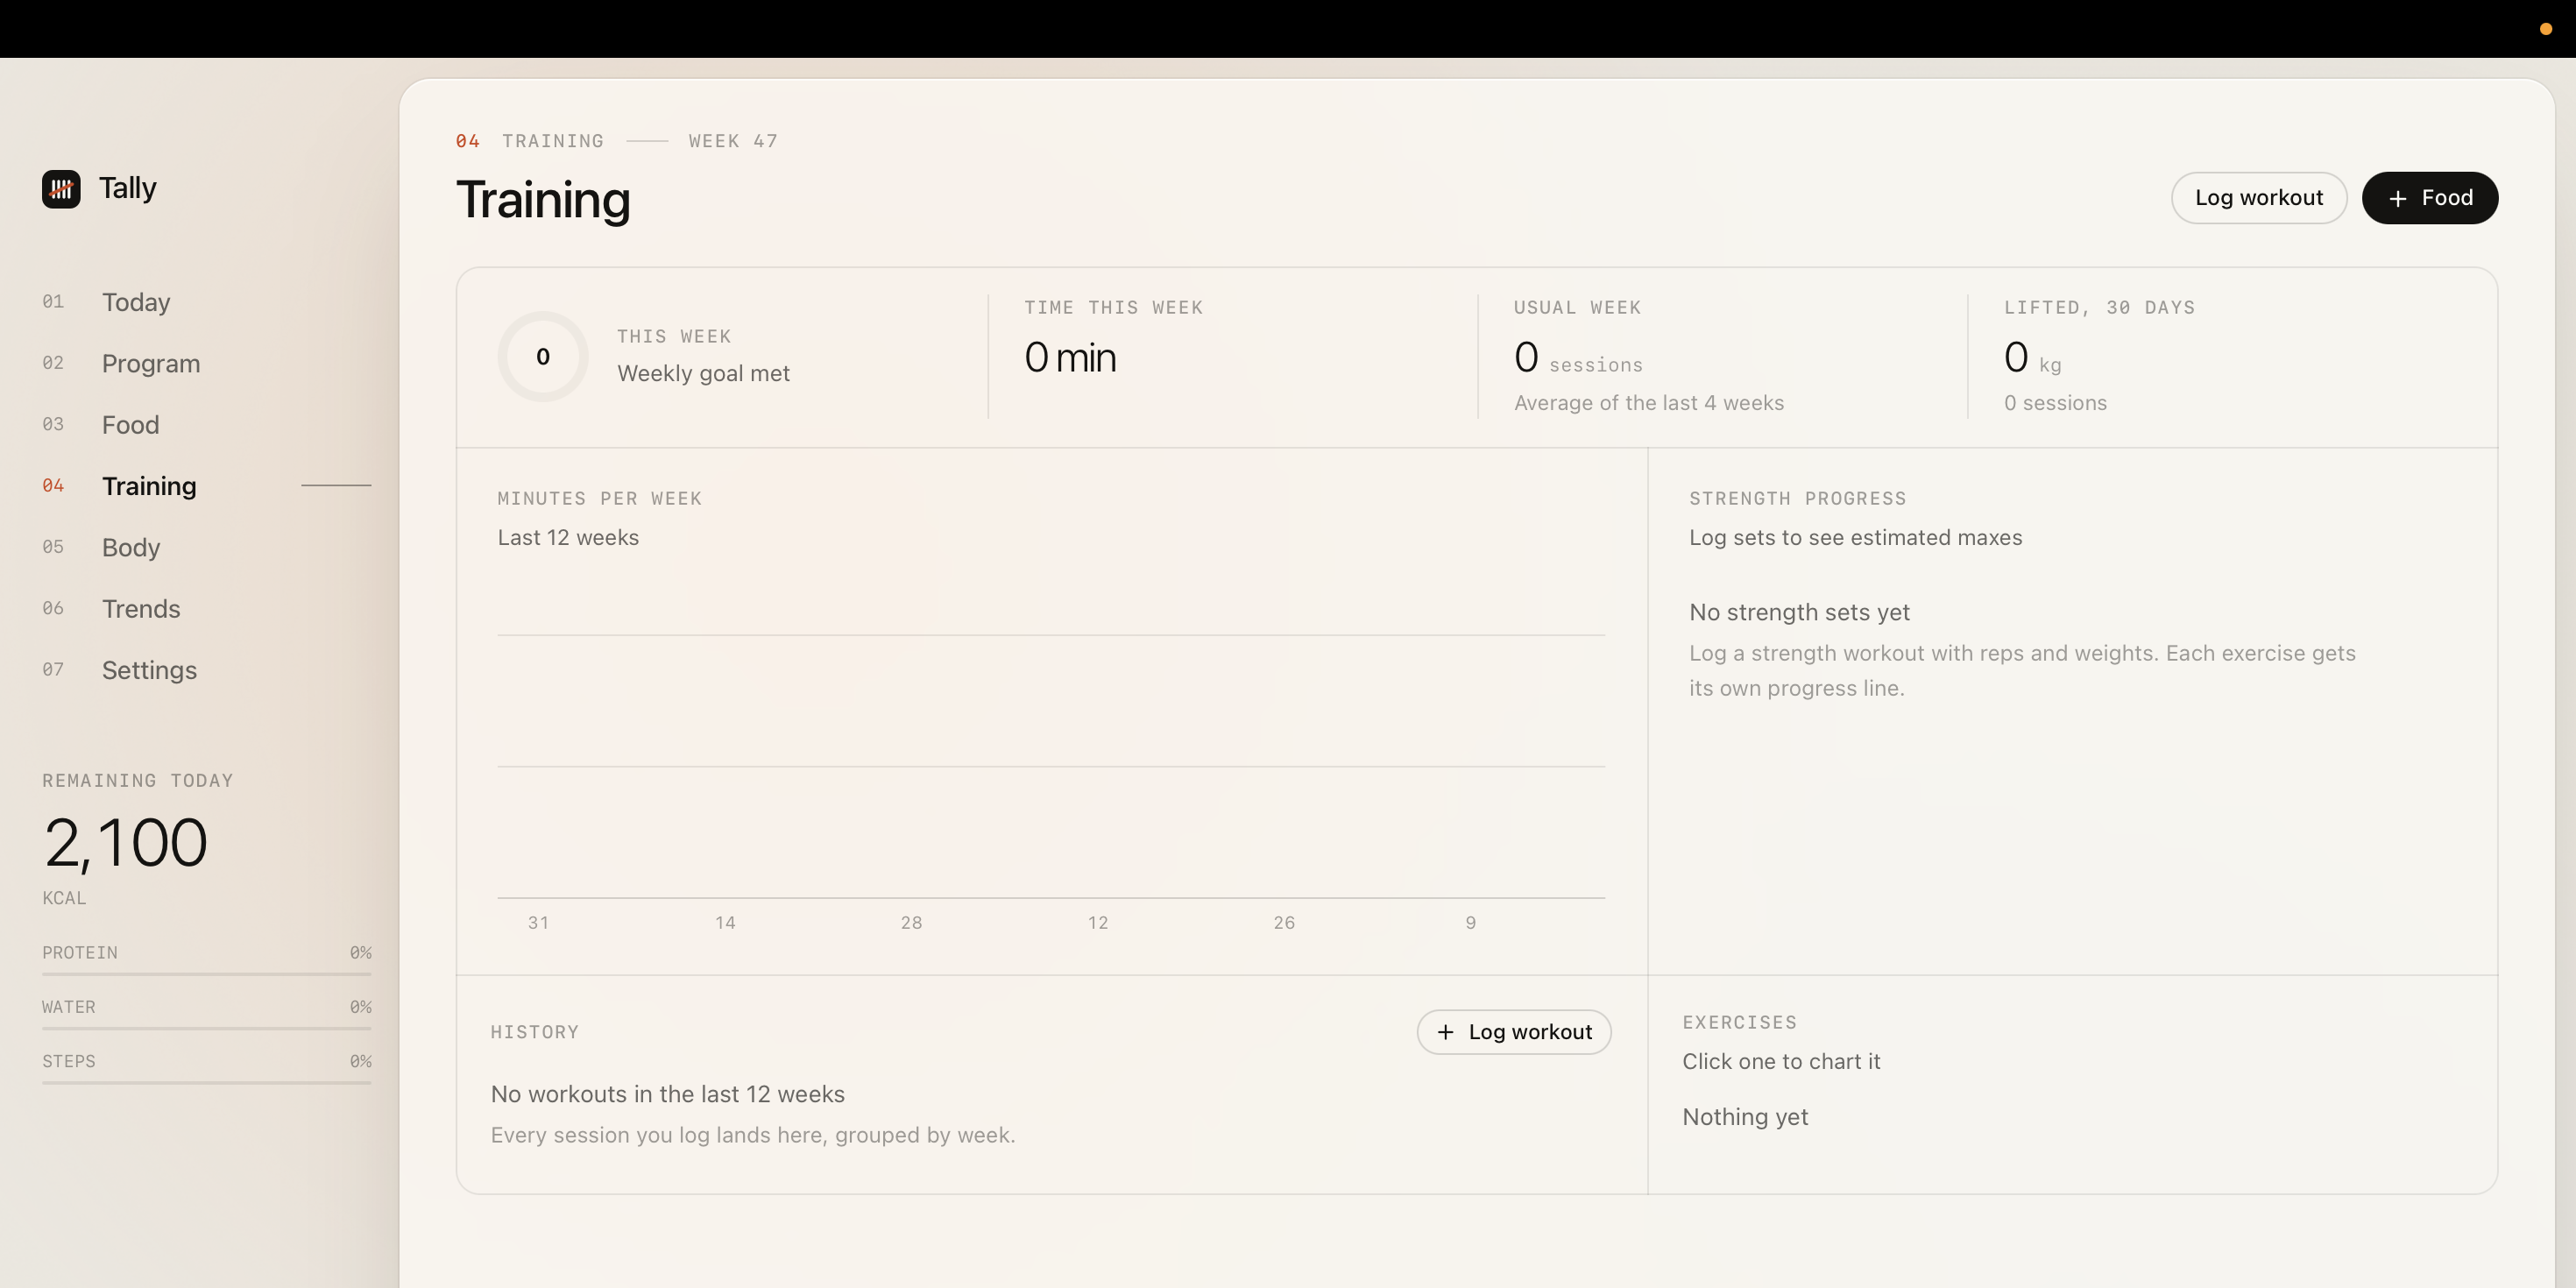 Tally
01 Today
02 Program
03 Food
04 Training
05 Body
06 Trends
07 Settings
REMAINING TODAY
2,100
KCAL
PROTEIN 0%
WATER 0%
STEPS 0%
04 TRAINING WEEK 47
Training
Log workout
+ Food
0
THIS WEEK
Weekly goal met
TIME THIS WEEK
0 min
USUAL WEEK
0 sessions
Average of the last 4 weeks
LIFTED, 30 DAYS
0 kg
0 sessions
MINUTES PER WEEK
Last 12 weeks
31 14 28 12 26 9
STRENGTH PROGRESS
Log sets to see estimated maxes
No strength sets yet
Log a strength workout with reps and weights. Each exercise gets
its own progress line.
HISTORY
+ Log workout
No workouts in the last 12 weeks
Every session you log lands here, grouped by week.
EXERCISES
Click one to chart it
Nothing yet